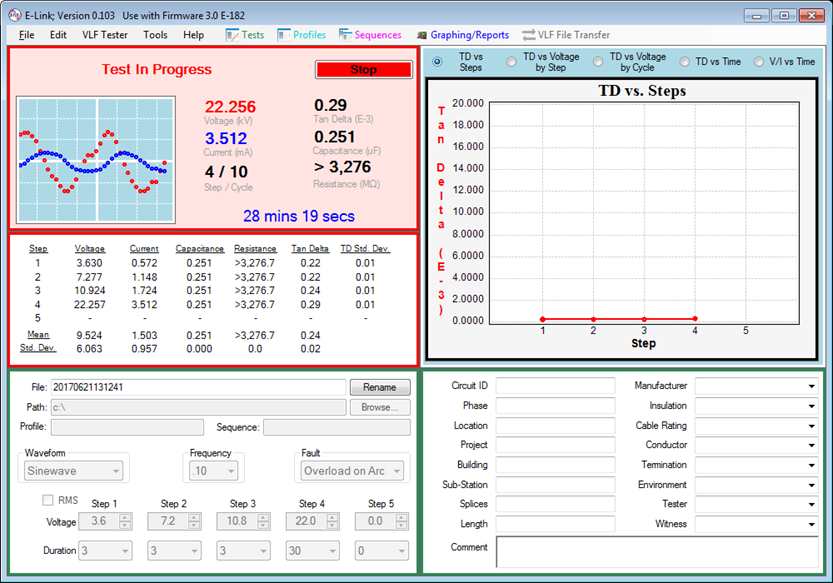 E-Link; Version 0.103   Use with Firmware 3.0 E-182
File Edit VLF Tester Tools Help Tests Profiles Sequences Graphing/Reports VLF File Transfer
Test In Progress
Stop
22.256
Voltage (kV)
3.512
Current (mA)
4 / 10
Step / Cycle
0.29
Tan Delta (E-3)
0.251
Capacitance (uF)
> 3,276
Resistance (MΩ)
28 mins 19 secs
Step Voltage Current Capacitance Resistance Tan Delta TD Std. Dev.
1 3.630 0.572 0.251 >3,276.7 0.22 0.01
2 7.277 1.148 0.251 >3,276.7 0.22 0.01
3 10.924 1.724 0.251 >3,276.7 0.24 0.01
4 22.257 3.512 0.251 >3,276.7 0.29 0.01
5 - - - - - -
Mean 9.524 1.503 0.251 >3,276.7 0.24
Std. Dev. 6.063 0.957 0.000 0.0 0.02
TD vs Steps
TD vs Voltage by Step
TD vs Voltage by Cycle
TD vs Time
V/I vs Time
TD vs. Steps
Tan Delta (E-3)
20.000
18.0000
16.0000
14.0000
12.0000
10.0000
8.0000
6.0000
4.0000
2.0000
0.0000
1 2 3 4 5
Step
File: 20170621131241 Rename
Path: c:\ Browse...
Profile: Sequence:
Waveform Frequency Fault
Sinewave .10 Overload on Arc
RMS Step 1 Step 2 Step 3 Step 4 Step 5
Voltage 3.6 7.2 10.8 22.0 0.0
Duration 3 3 3 30 0
Circuit ID Manufacturer
Phase Insulation
Location Cable Rating
Project Conductor
Building Termination
Sub-Station Environment
Splices Tester
Length Witness
Comment